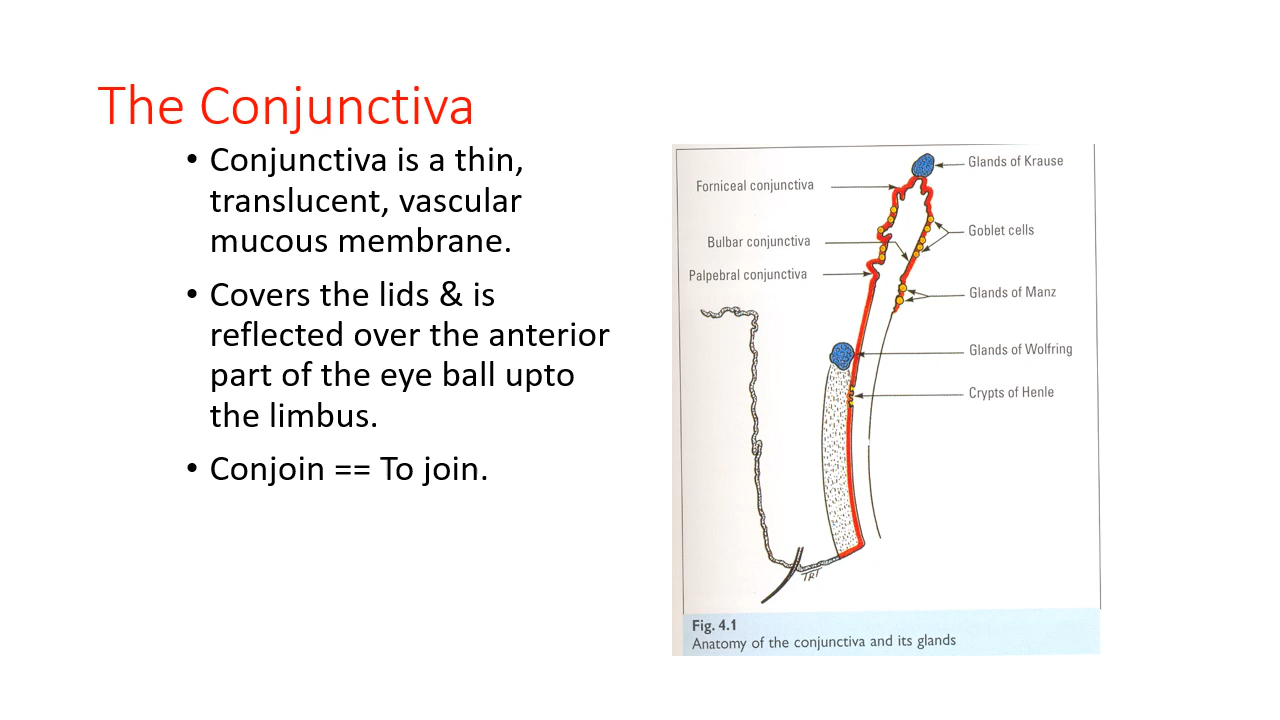 The Conjunctiva
• Conjunctiva is a thin,
translucent, vascular
mucous membrane.
• Covers the lids & is
reflected over the anterior
part of the eye ball upto
the limbus.
• Conjoin == To join.
Glands of Krause
Forniceal conjunctiva
Goblet cells
Bulbar conjunctiva
Palpebral conjunctiva
Glands of Manz
Glands of Wolfring
Crypts of Henle
TRT
Fig. 4.1
Anatomy of the conjunctiva and its glands